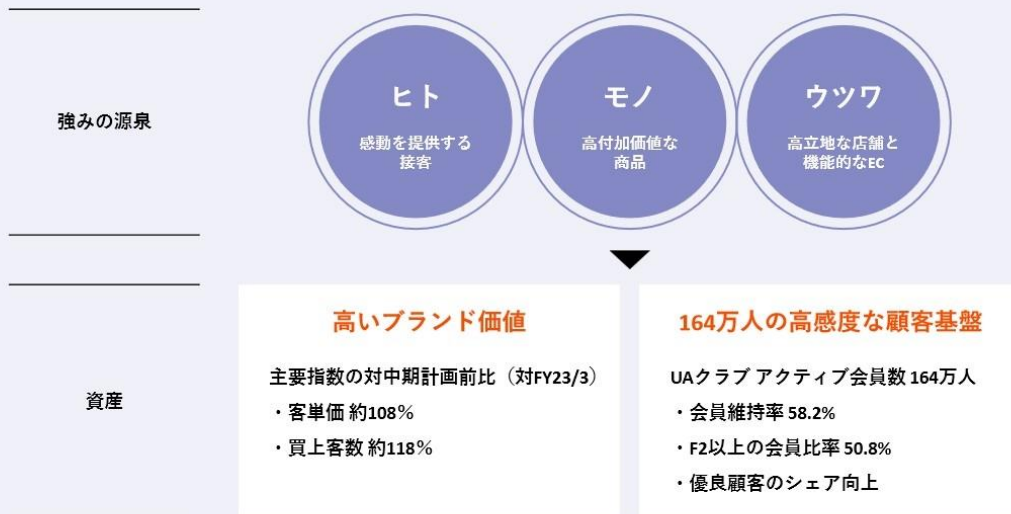 強みの源泉
ヒト
感動を提供する
接客
モノ
高付加価値な
商品
ウツワ
高立地な店舗と
機能的なEC
資産
高いブランド価値
主要指数の対中期計画前比（対FY23/3）
・客単価 約108％
・買上客数 約118％
164万人の高感度な顧客基盤
UAクラブ アクティブ会員数 164万人
・会員維持率 58.2%
・F2以上の会員比率 50.8%
・優良顧客のシェア向上